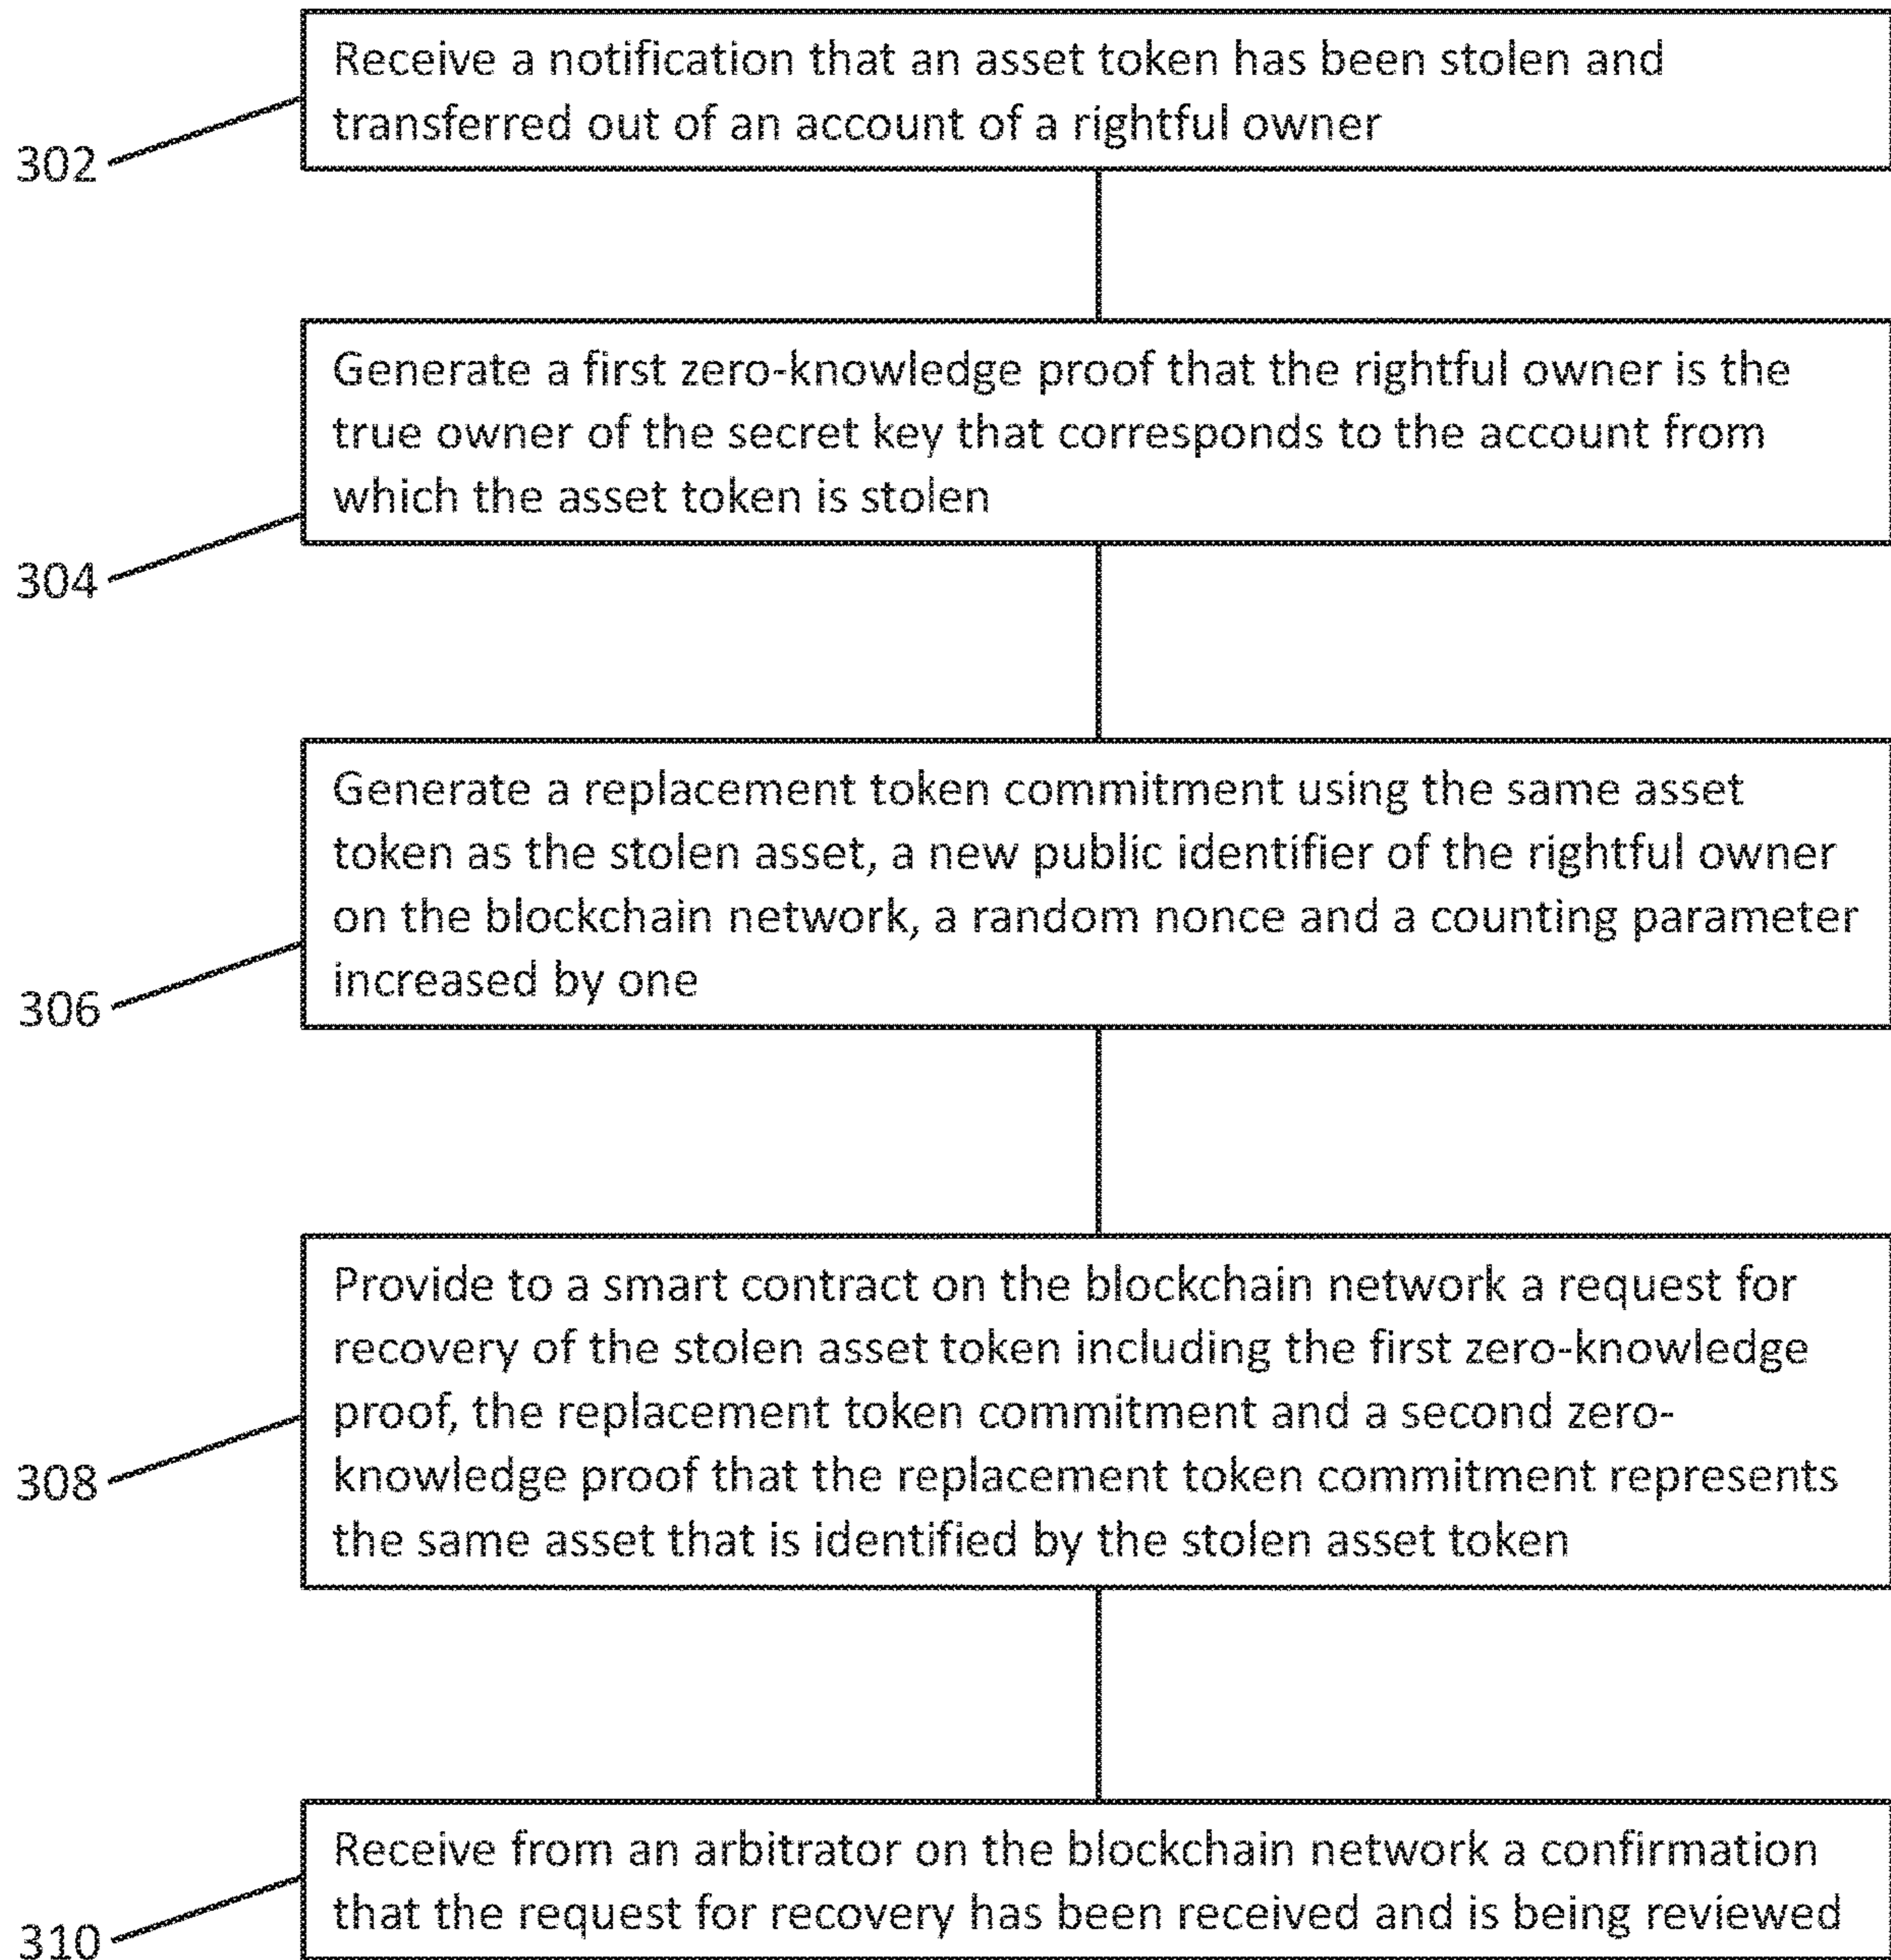 Receive a notification that an asset token has been stolen and
transferred out of an account of a rightful owner
302
Generate a first zero-knowledge proof that the rightful owner is the
true owner of the secret key that corresponds to the account from
which the asset token is stolen
304
Generate a replacement token commitment using the same asset
token as the stolen asset, a new public identifier of the rightful owner
on the blockchain network, a random nonce and a counting parameter
increased by one
306
Provide to a smart contract on the blockchain network a request for
recovery of the stolen asset token including the first zero-knowledge
proof, the replacement token commitment and a second zero-
knowledge proof that the replacement token commitment represents
the same asset that is identified by the stolen asset token
308
Receive from an arbitrator on the blockchain network a confirmation
that the request for recovery has been received and is being reviewed
310